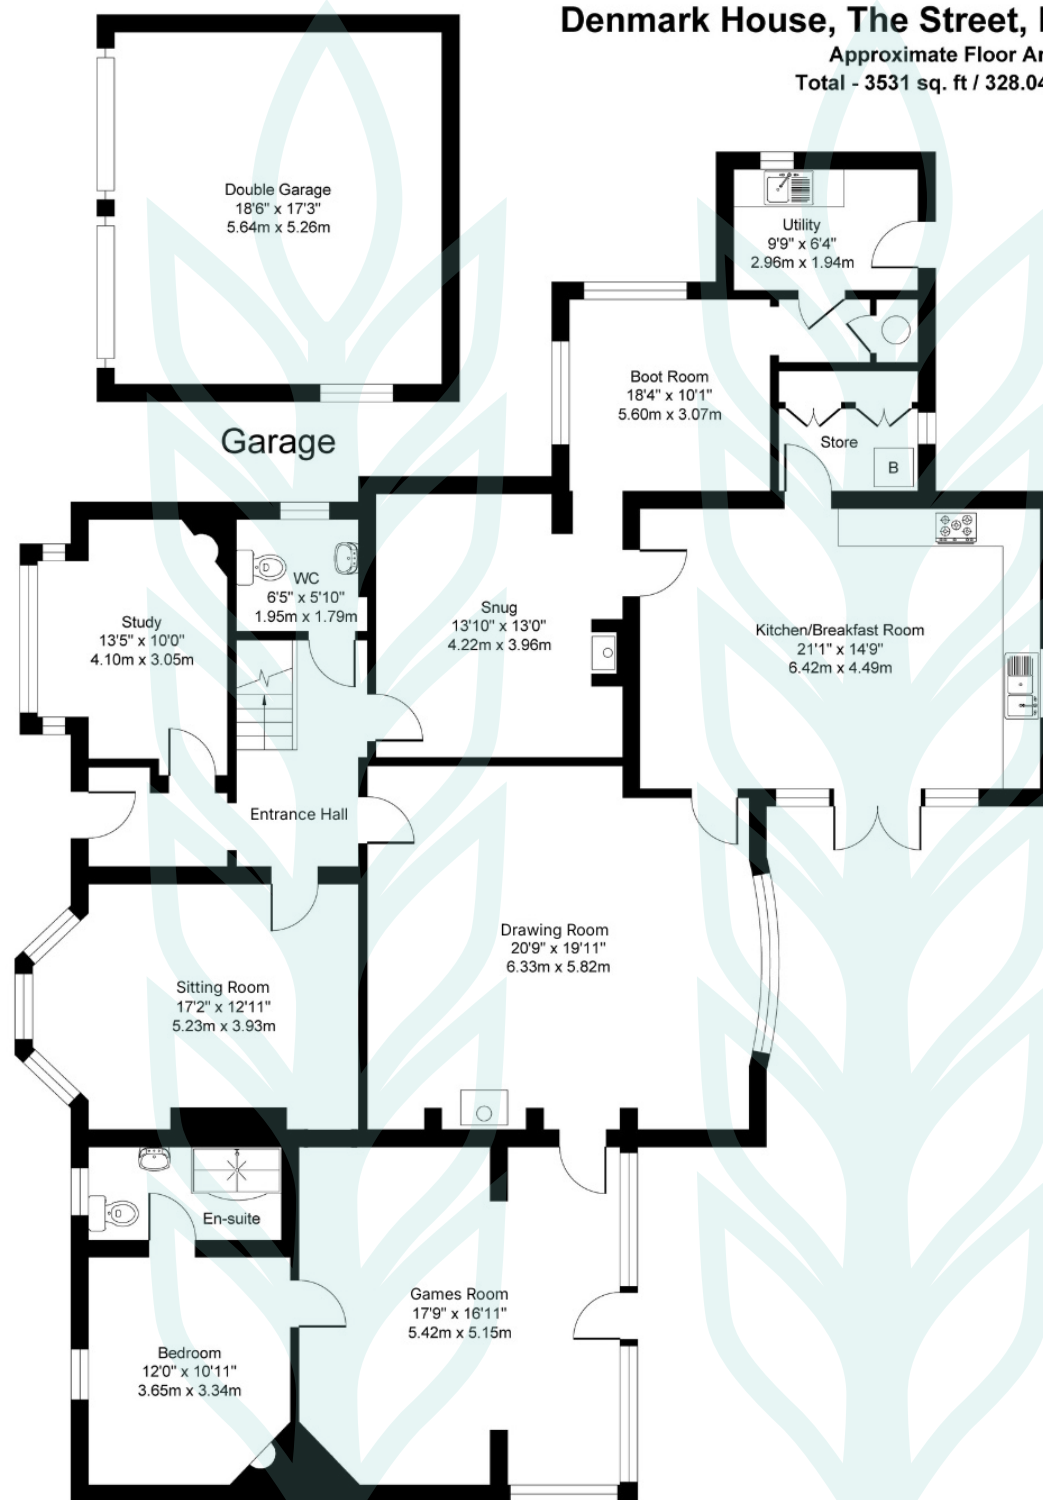 Denmark House, The Street,
Approximate Floor
Total - 3531 sq. ft / 328.04
Double Garage
18'6" x 17'3"
5.64m x 5.26m
Garage
Utility
9'9" x 6'4"
2.96m x 1.94m
Boot Room
18'4" x 10'1"
5.60m x 3.07m
Store
B
WC
6'5" x 5'10"
1.95m x 1.79m
Study
13'5" x 10'0"
4.10m x 3.05m
Snug
13'10" x 13'0"
4.22m x 3.96m
Kitchen/Breakfast Room
21'1" x 14'9"
6.42m x 4.49m
Entrance Hall
Drawing Room
20'9" x 19'11"
6.33m x 5.82m
Sitting Room
17'2" x 12'11"
5.23m x 3.93m
En-suite
Games Room
17'9" x 16'11"
5.42m x 5.15m
Bedroom
12'0" x 10'11"
3.65m x 3.34m